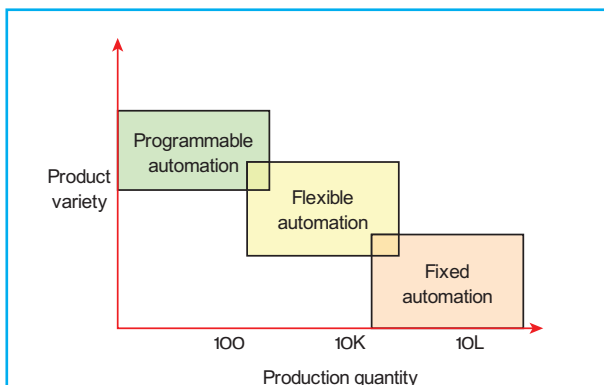 Programmable
automation
Product
variety
Flexible
automation
Fixed
automation
100 10K 10L
Production quantity